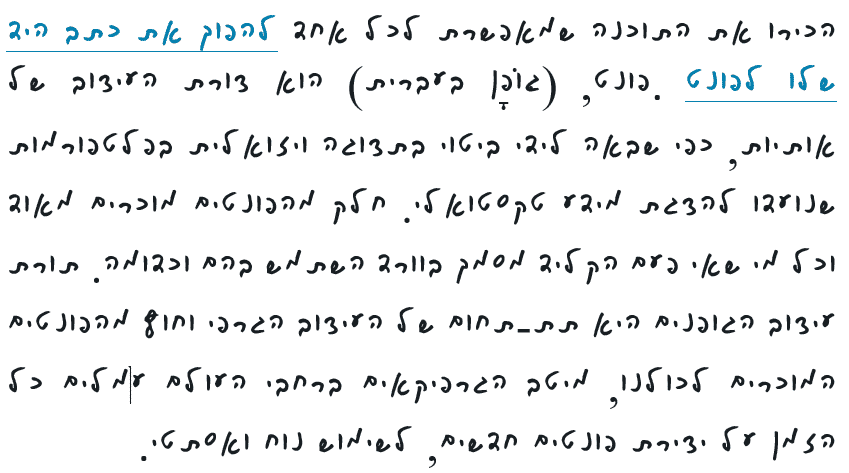 הכירו את התוכנה שמאפשרת לכל אחד להפוך את כתב היד
שלו לפונט. פונט, (גוֹפָן בעברית) הוא צורת העיצוב של
אותיות, כפי שבאה לידי ביטוי בתצוגה ויזואלית בפלטפורמות
שנועדו להצגת מידע טקסטואלי. חלק מהפונטים מוכרים מאוד
וכל מי שאי פעם הקליד מסמך בוורד השתמש בהם וכדומה. תורת
עיצוב הגופנים היא תת-תחום של העיצוב הגרפי וחוץ מהפונטים
המוכרים לכולנו, מיטב הגרפיקאים ברחבי העולם עמלים כל
הזמן על יצירת פונטים חדשים, לשימוש נוח ואסתטי.